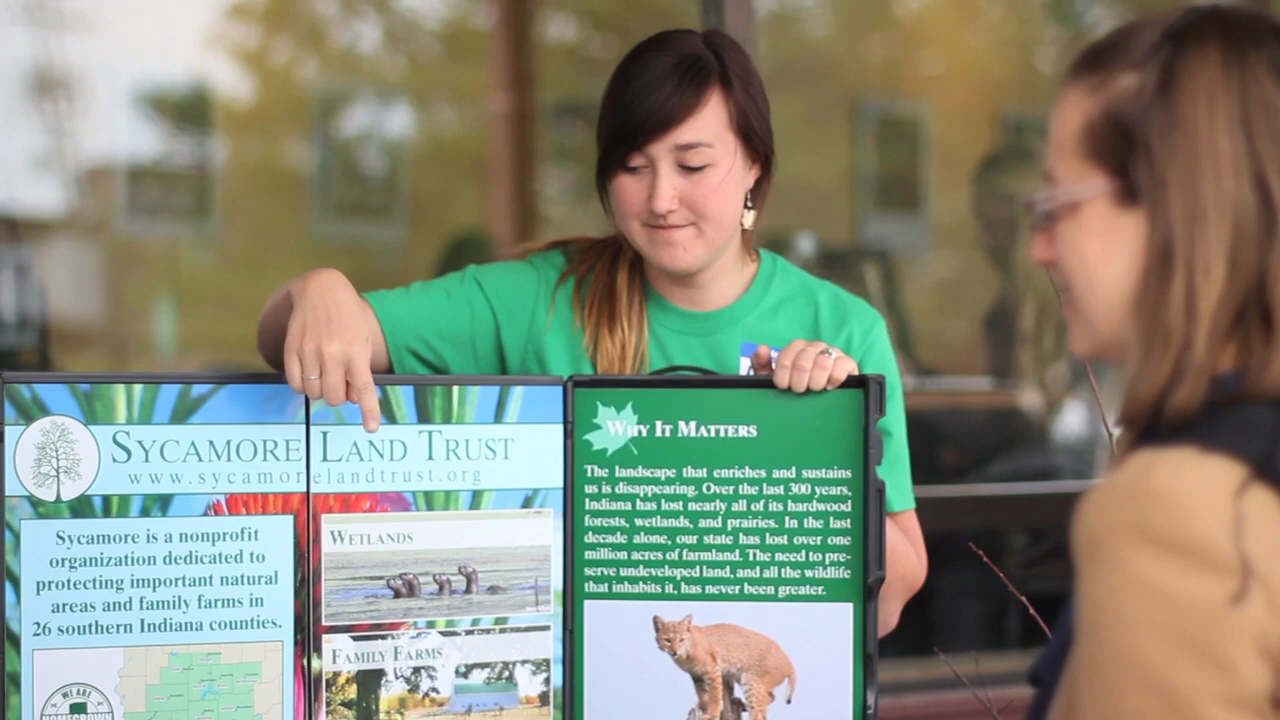 SYCAMORE LAND TRUST
www.sycamorelandtrust.org
Sycamore is a nonprofit
organization dedicated to
protecting important natural
areas and family farms in
26 southern Indiana counties.
WE ARE
HOMEGROWN
WETLANDS
FAMILY FARMS
WHY IT MATTERS
The landscape that enriches and sustains
us is disappearing. Over the last 300 years,
Indiana has lost nearly all of its hardwood
forests, wetlands, and prairies. In the last
decade alone, our state has lost over one
million acres of farmland. The need to pre-
serve undeveloped land, and all the wildlife
that inhabits it, has never been greater.